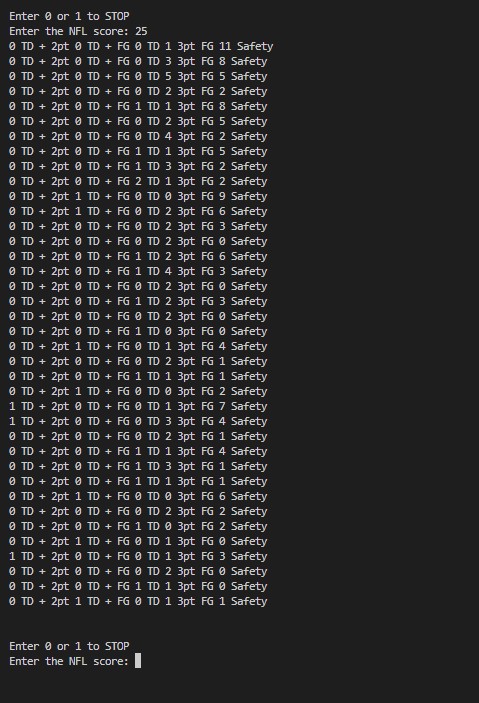 Enter 0 or 1 to STOP
Enter the NFL score: 25
0 TD + 2pt 0 TD + FG 0 TD 1 3pt FG 11 Safety
0 TD + 2pt 0 TD + FG 0 TD 3 3pt FG 8 Safety
0 TD + 2pt 0 TD + FG 0 TD 5 3pt FG 5 Safety
0 TD + 2pt 0 TD + FG 0 TD 2 3pt FG 2 Safety
0 TD + 2pt 0 TD + FG 1 TD 1 3pt FG 8 Safety
0 TD + 2pt 0 TD + FG 0 TD 2 3pt FG 5 Safety
0 TD + 2pt 0 TD + FG 0 TD 4 3pt FG 2 Safety
0 TD + 2pt 0 TD + FG 1 TD 1 3pt FG 5 Safety
0 TD + 2pt 0 TD + FG 1 TD 3 3pt FG 2 Safety
0 TD + 2pt 0 TD + FG 2 TD 1 3pt FG 2 Safety
0 TD + 2pt 1 TD + FG 0 TD 0 3pt FG 9 Safety
0 TD + 2pt 1 TD + FG 0 TD 2 3pt FG 6 Safety
0 TD + 2pt 0 TD + FG 0 TD 2 3pt FG 3 Safety
0 TD + 2pt 0 TD + FG 0 TD 2 3pt FG 0 Safety
0 TD + 2pt 0 TD + FG 1 TD 2 3pt FG 6 Safety
0 TD + 2pt 0 TD + FG 1 TD 4 3pt FG 3 Safety
0 TD + 2pt 0 TD + FG 0 TD 2 3pt FG 0 Safety
0 TD + 2pt 0 TD + FG 1 TD 2 3pt FG 3 Safety
0 TD + 2pt 0 TD + FG 0 TD 2 3pt FG 0 Safety
0 TD + 2pt 0 TD + FG 1 TD 0 3pt FG 0 Safety
0 TD + 2pt 1 TD + FG 0 TD 1 3pt FG 4 Safety
0 TD + 2pt 0 TD + FG 0 TD 2 3pt FG 1 Safety
0 TD + 2pt 0 TD + FG 1 TD 1 3pt FG 1 Safety
0 TD + 2pt 1 TD + FG 0 TD 0 3pt FG 2 Safety
1 TD + 2pt 0 TD + FG 0 TD 1 3pt FG 7 Safety
1 TD + 2pt 0 TD + FG 0 TD 3 3pt FG 4 Safety
0 TD + 2pt 0 TD + FG 0 TD 2 3pt FG 1 Safety
0 TD + 2pt 0 TD + FG 1 TD 1 3pt FG 4 Safety
0 TD + 2pt 0 TD + FG 1 TD 3 3pt FG 1 Safety
0 TD + 2pt 0 TD + FG 1 TD 1 3pt FG 1 Safety
0 TD + 2pt 1 TD + FG 0 TD 0 3pt FG 6 Safety
0 TD + 2pt 0 TD + FG 0 TD 2 3pt FG 2 Safety
0 TD + 2pt 0 TD + FG 1 TD 0 3pt FG 2 Safety
0 TD + 2pt 1 TD + FG 0 TD 1 3pt FG 0 Safety
1 TD + 2pt 0 TD + FG 0 TD 1 3pt FG 3 Safety
0 TD + 2pt 0 TD + FG 0 TD 2 3pt FG 0 Safety
0 TD + 2pt 0 TD + FG 1 TD 1 3pt FG 0 Safety
0 TD + 2pt 1 TD + FG 0 TD 1 3pt FG 1 Safety
Enter 0 or 1 to STOP
Enter the NFL score: